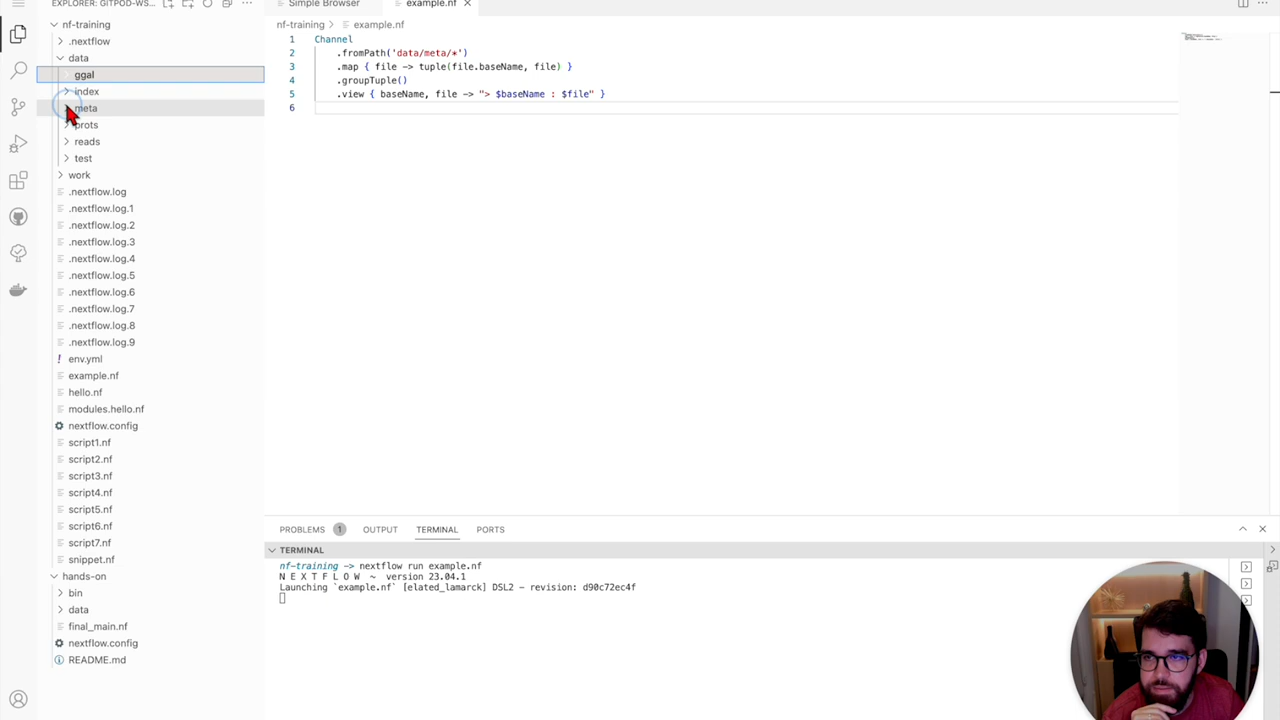 EXPLORER: GITPOD-WS...
nf-training
.nextflow
data
ggal
index
meta
prots
reads
test
work
.nextflow.log
.nextflow.log.1
.nextflow.log.2
.nextflow.log.3
.nextflow.log.4
.nextflow.log.5
.nextflow.log.6
.nextflow.log.7
.nextflow.log.8
.nextflow.log.9
! env.yml
example.nf
hello.nf
modules.hello.nf
nextflow.config
script1.nf
script2.nf
script3.nf
script4.nf
script5.nf
script6.nf
script7.nf
snippet.nf
hands-on
bin
data
final_main.nf
nextflow.config
README.md
Simple Browser
example.nf
nf-training > example.nf
1 Channel
2 .fromPath('data/meta/*')
3 .map { file -> tuple(file.baseName, file) }
4 .groupTuple()
5 .view { baseName, file -> "> $baseName : $file" }
6
PROBLEMS 1 OUTPUT TERMINAL PORTS
TERMINAL
nf-training -> nextflow run example.nf
N E X T F L O W ~ version 23.04.1
Launching `example.nf` [elated_lamarck] DSL2 - revision: d90c72ec4f